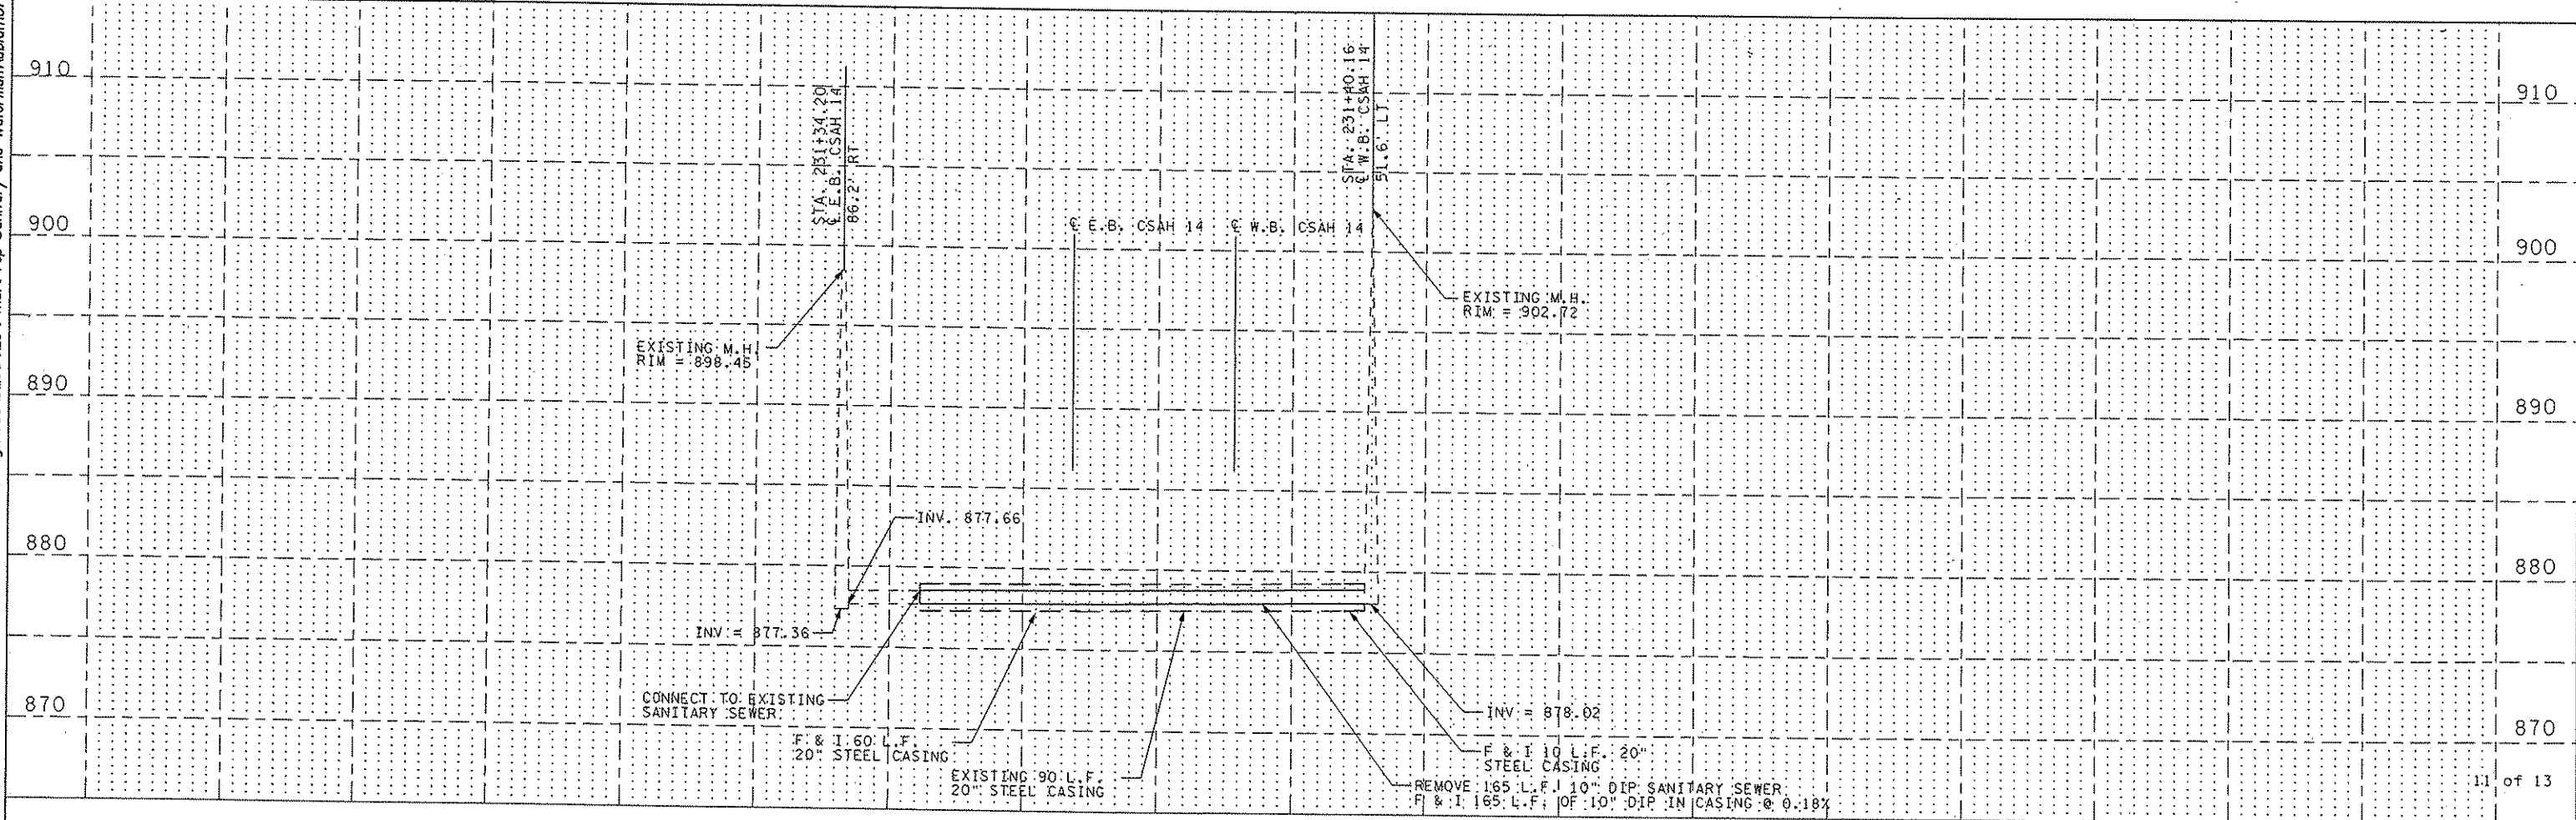 910
900
890
880
870
STA. 231+34.20
℄ E.B. CSAH 14
86.2' RT
STA. 231+40.16
℄ W.B. CSAH 14
51.6' LT
℄ E.B. CSAH 14
℄ W.B. CSAH 14
EXISTING M.H.
RIM = 898.45
EXISTING M.H.
RIM = 902.72
INV. 877.66
INV = 877.36
CONNECT TO EXISTING
SANITARY SEWER
F & I 60 L.F.
20" STEEL CASING
EXISTING 90 L.F.
20" STEEL CASING
INV = 878.02
F & I 10 L.F. 20"
STEEL CASING
REMOVE 165 L.F. 10" DIP SANITARY SEWER
F & I 165 L.F. OF 10" DIP IN CASING @ 0.18%
910
900
890
880
870
11 of 13